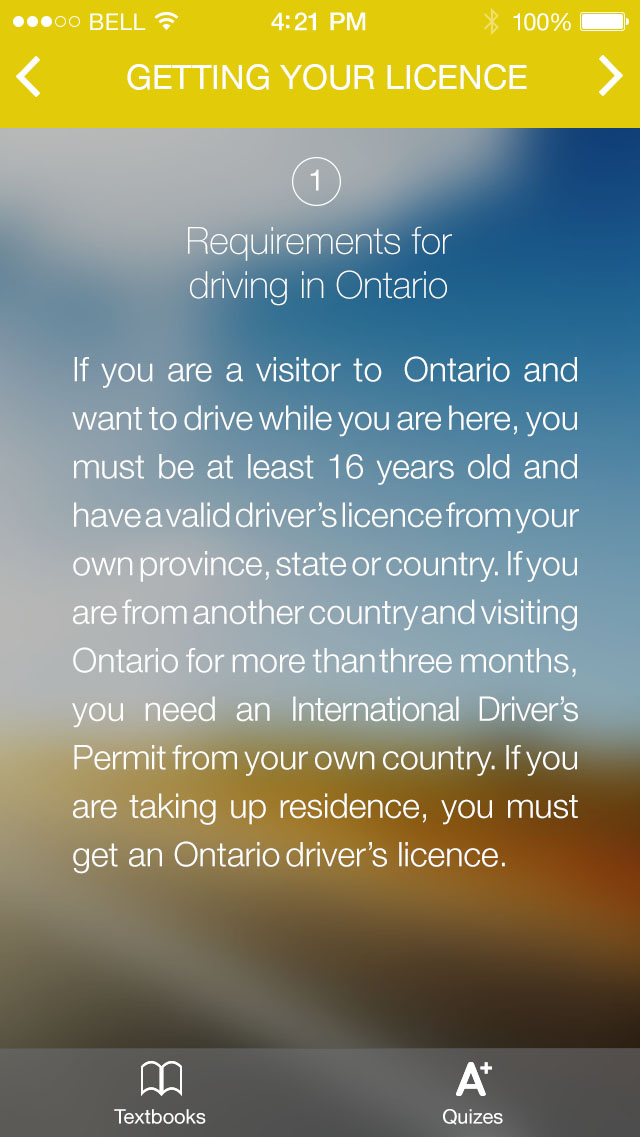 BELL 4:21 PM 100%
GETTING YOUR LICENCE
1
Requirements for
driving in Ontario
If you are a visitor to Ontario and
want to drive while you are here, you
must be at least 16 years old and
have a valid driver’s licence from your
own province, state or country. If you
are from another country and visiting
Ontario for more than three months,
you need an International Driver’s
Permit from your own country. If you
are taking up residence, you must
get an Ontario driver’s licence.
A+
Textbooks Quizes